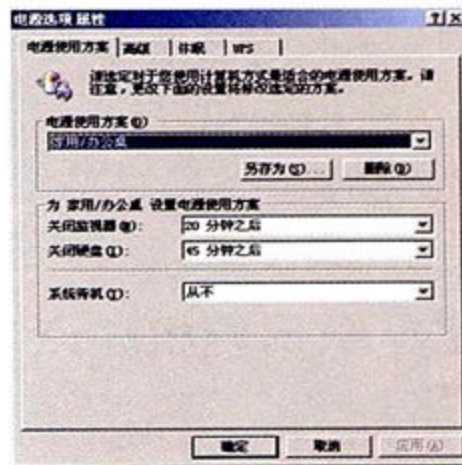 电源选项 属性
电源使用方案 高级 休眠 UPS
请选定对于您使用计算机方式最适合的电源使用方案。请
注意，更改下面的设置将修改选定的方案。
电源使用方案(O)
家用/办公桌
另存为(S)... 删除(D)
为 家用/办公桌 设置电源使用方案
关闭监视器(M): 20 分钟之后
关闭硬盘(I): 45 分钟之后
系统待机(T): 从不
确定 取消 应用(A)